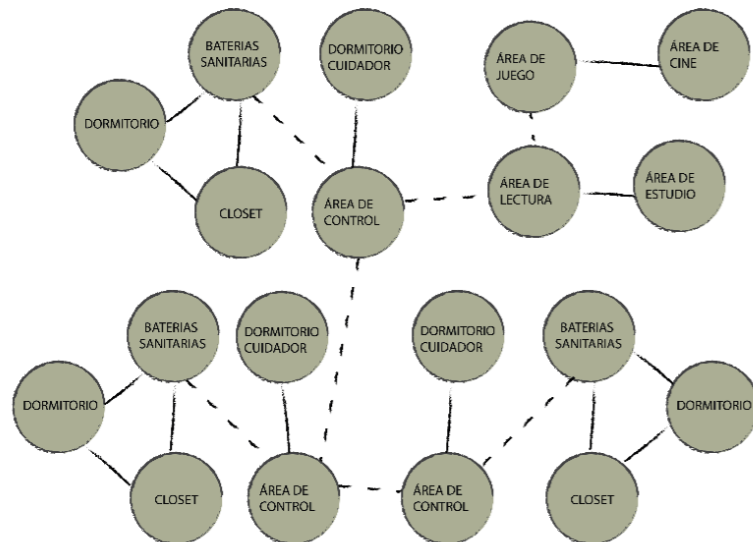 BATERIAS
SANITARIAS
DORMITORIO
CUIDADOR
ÁREA DE
JUEGO
ÁREA DE
CINE
DORMITORIO
CLOSET
ÁREA DE
CONTROL
ÁREA DE
LECTURA
ÁREA DE
ESTUDIO
BATERIAS
SANITARIAS
DORMITORIO
CUIDADOR
DORMITORIO
CUIDADOR
BATERIAS
SANITARIAS
DORMITORIO
DORMITORIO
CLOSET
ÁREA DE
CONTROL
ÁREA DE
CONTROL
CLOSET